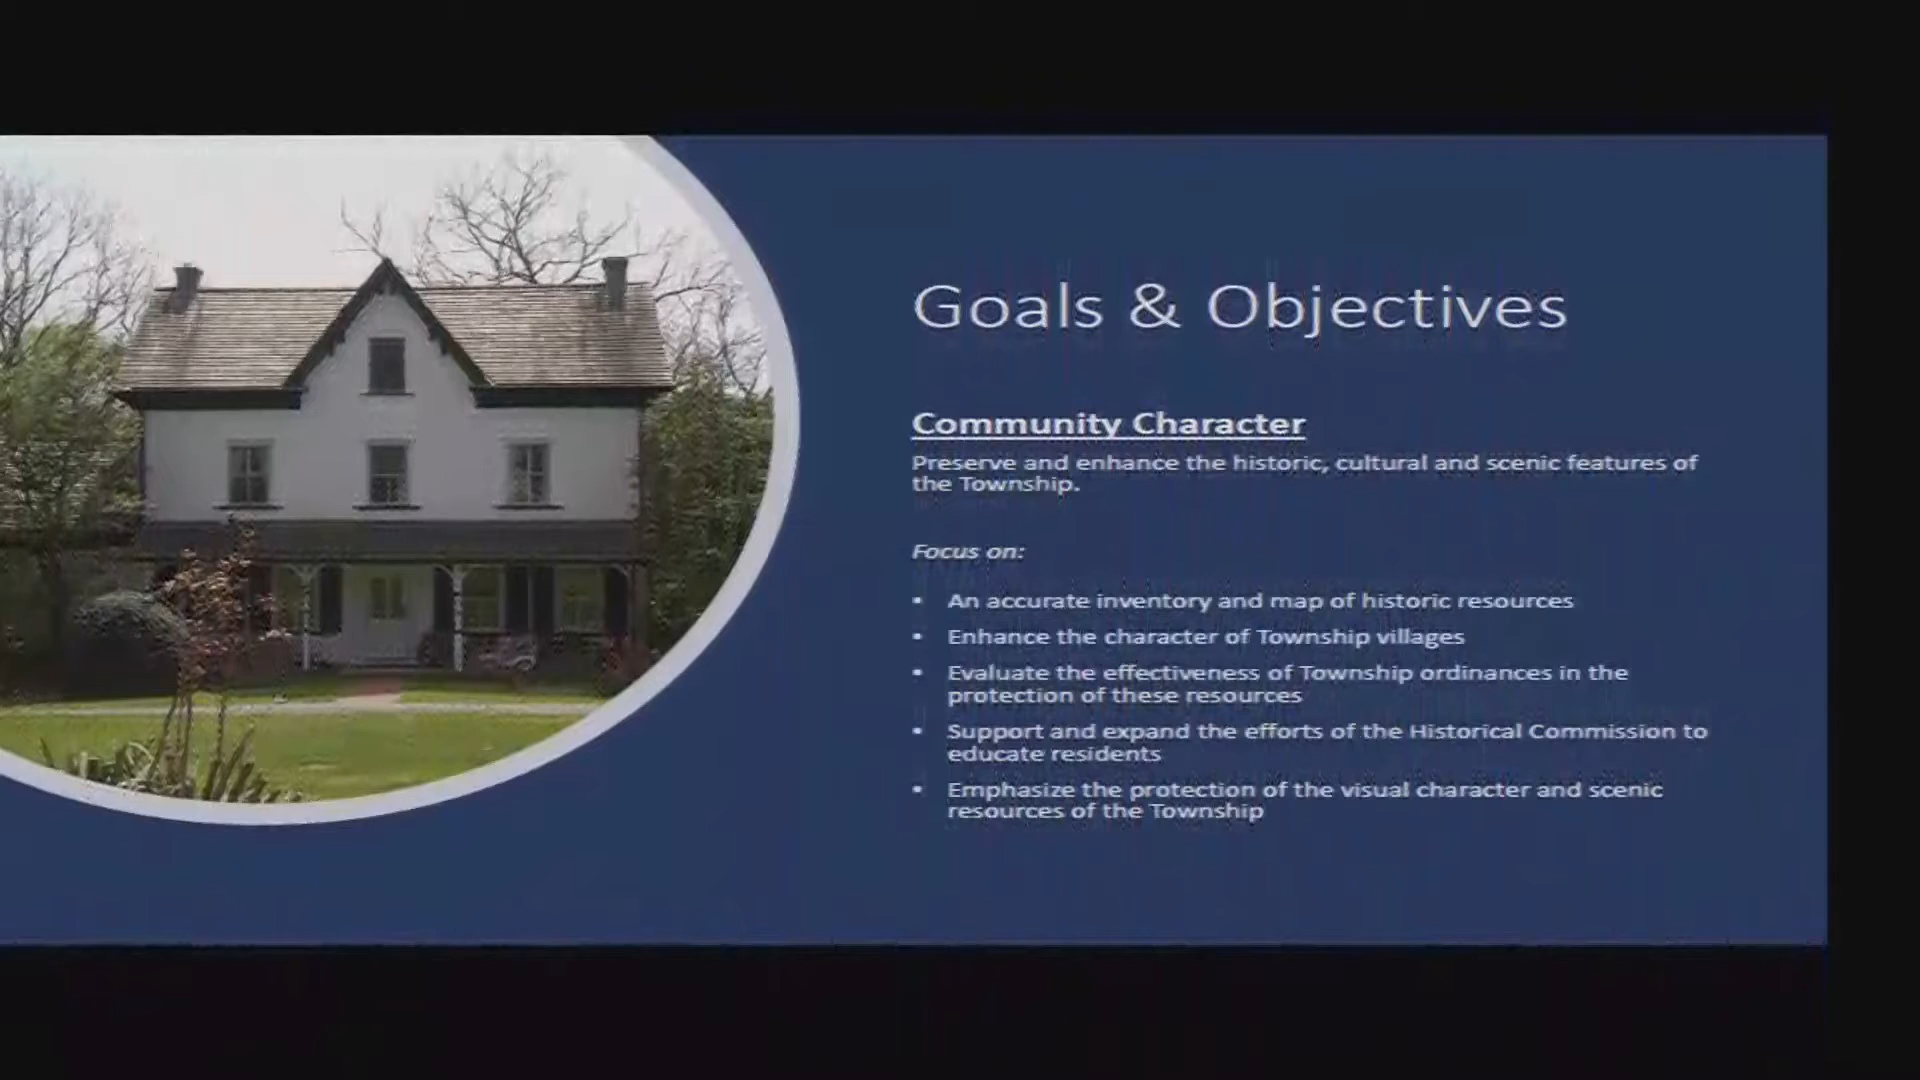 Goals & Objectives
Community Character
Preserve and enhance the historic, cultural and scenic features of
the Township.
Focus on:
• An accurate inventory and map of historic resources
• Enhance the character of Township villages
• Evaluate the effectiveness of Township ordinances in the
protection of these resources
• Support and expand the efforts of the Historical Commission to
educate residents
• Emphasize the protection of the visual character and scenic
resources of the Township